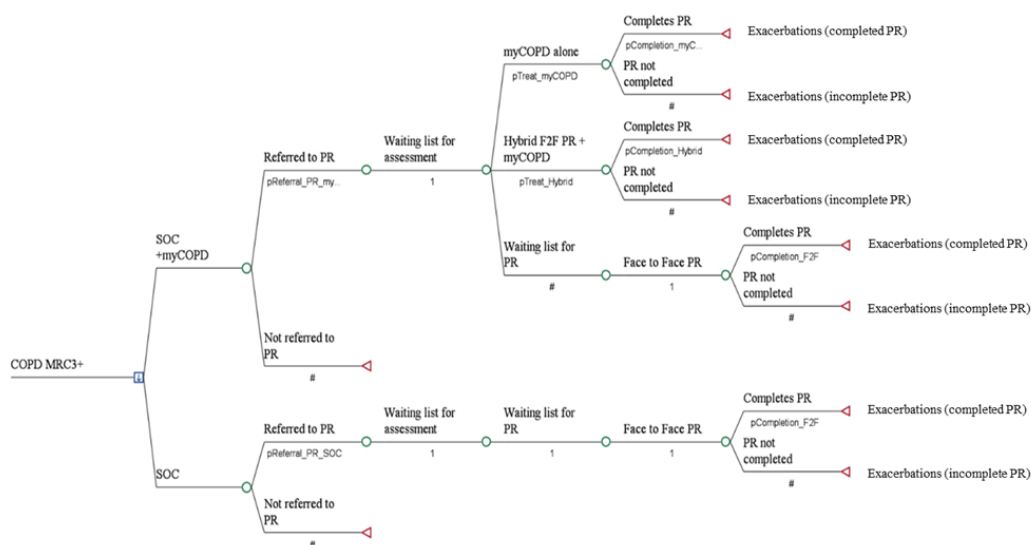 Completes PR
Exacerbations (completed PR)
pCompletion_myC...
myCOPD alone
PR not
completed
pTreat_myCOPD
Exacerbations (incomplete PR)
#
Completes PR
Exacerbations (completed PR)
Waiting list for
assessment
Hybrid F2F PR +
myCOPD
pCompletion_Hybrid
Referred to PR
PR not
completed
pReferral_PR_my...
1
pTreat_Hybrid
Exacerbations (incomplete PR)
#
Completes PR
Exacerbations (completed PR)
SOC
+myCOPD
Waiting list for
PR
pCompletion_F2F
Face to Face PR
PR not
completed
#
1
Exacerbations (incomplete PR)
#
Not referred to
PR
#
COPD MRC3+
Completes PR
Exacerbations (completed PR)
Referred to PR
Waiting list for
assessment
Waiting list for
PR
Face to Face PR
pCompletion_F2F
PR not
completed
pReferral_PR_SOC
1
1
1
SOC
Exacerbations (incomplete PR)
#
Not referred to
PR
#